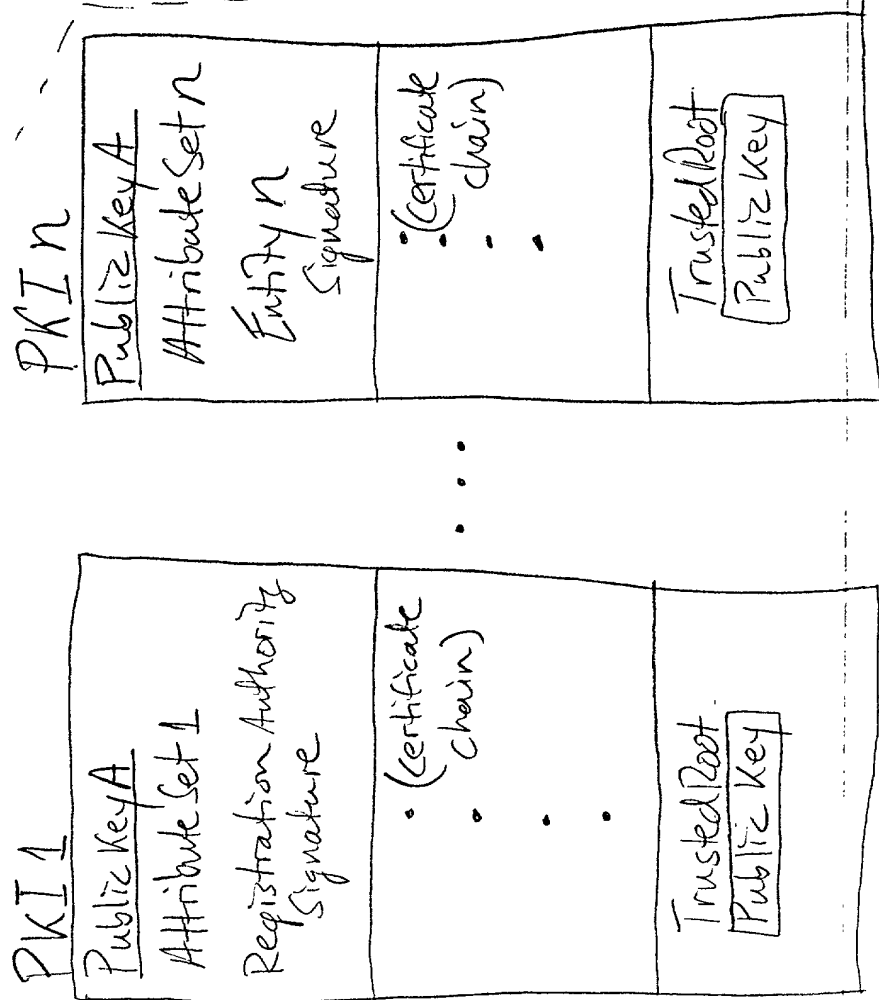 PKI 1
Public Key A
Attribute Set 1
Registration Authority
Signature
(certificate
chain)
Trusted Root
Public Key
PKI n
Public Key A
Attribute Set n
Entity n
Signature
(certificate
chain)
Trusted Root
Public Key